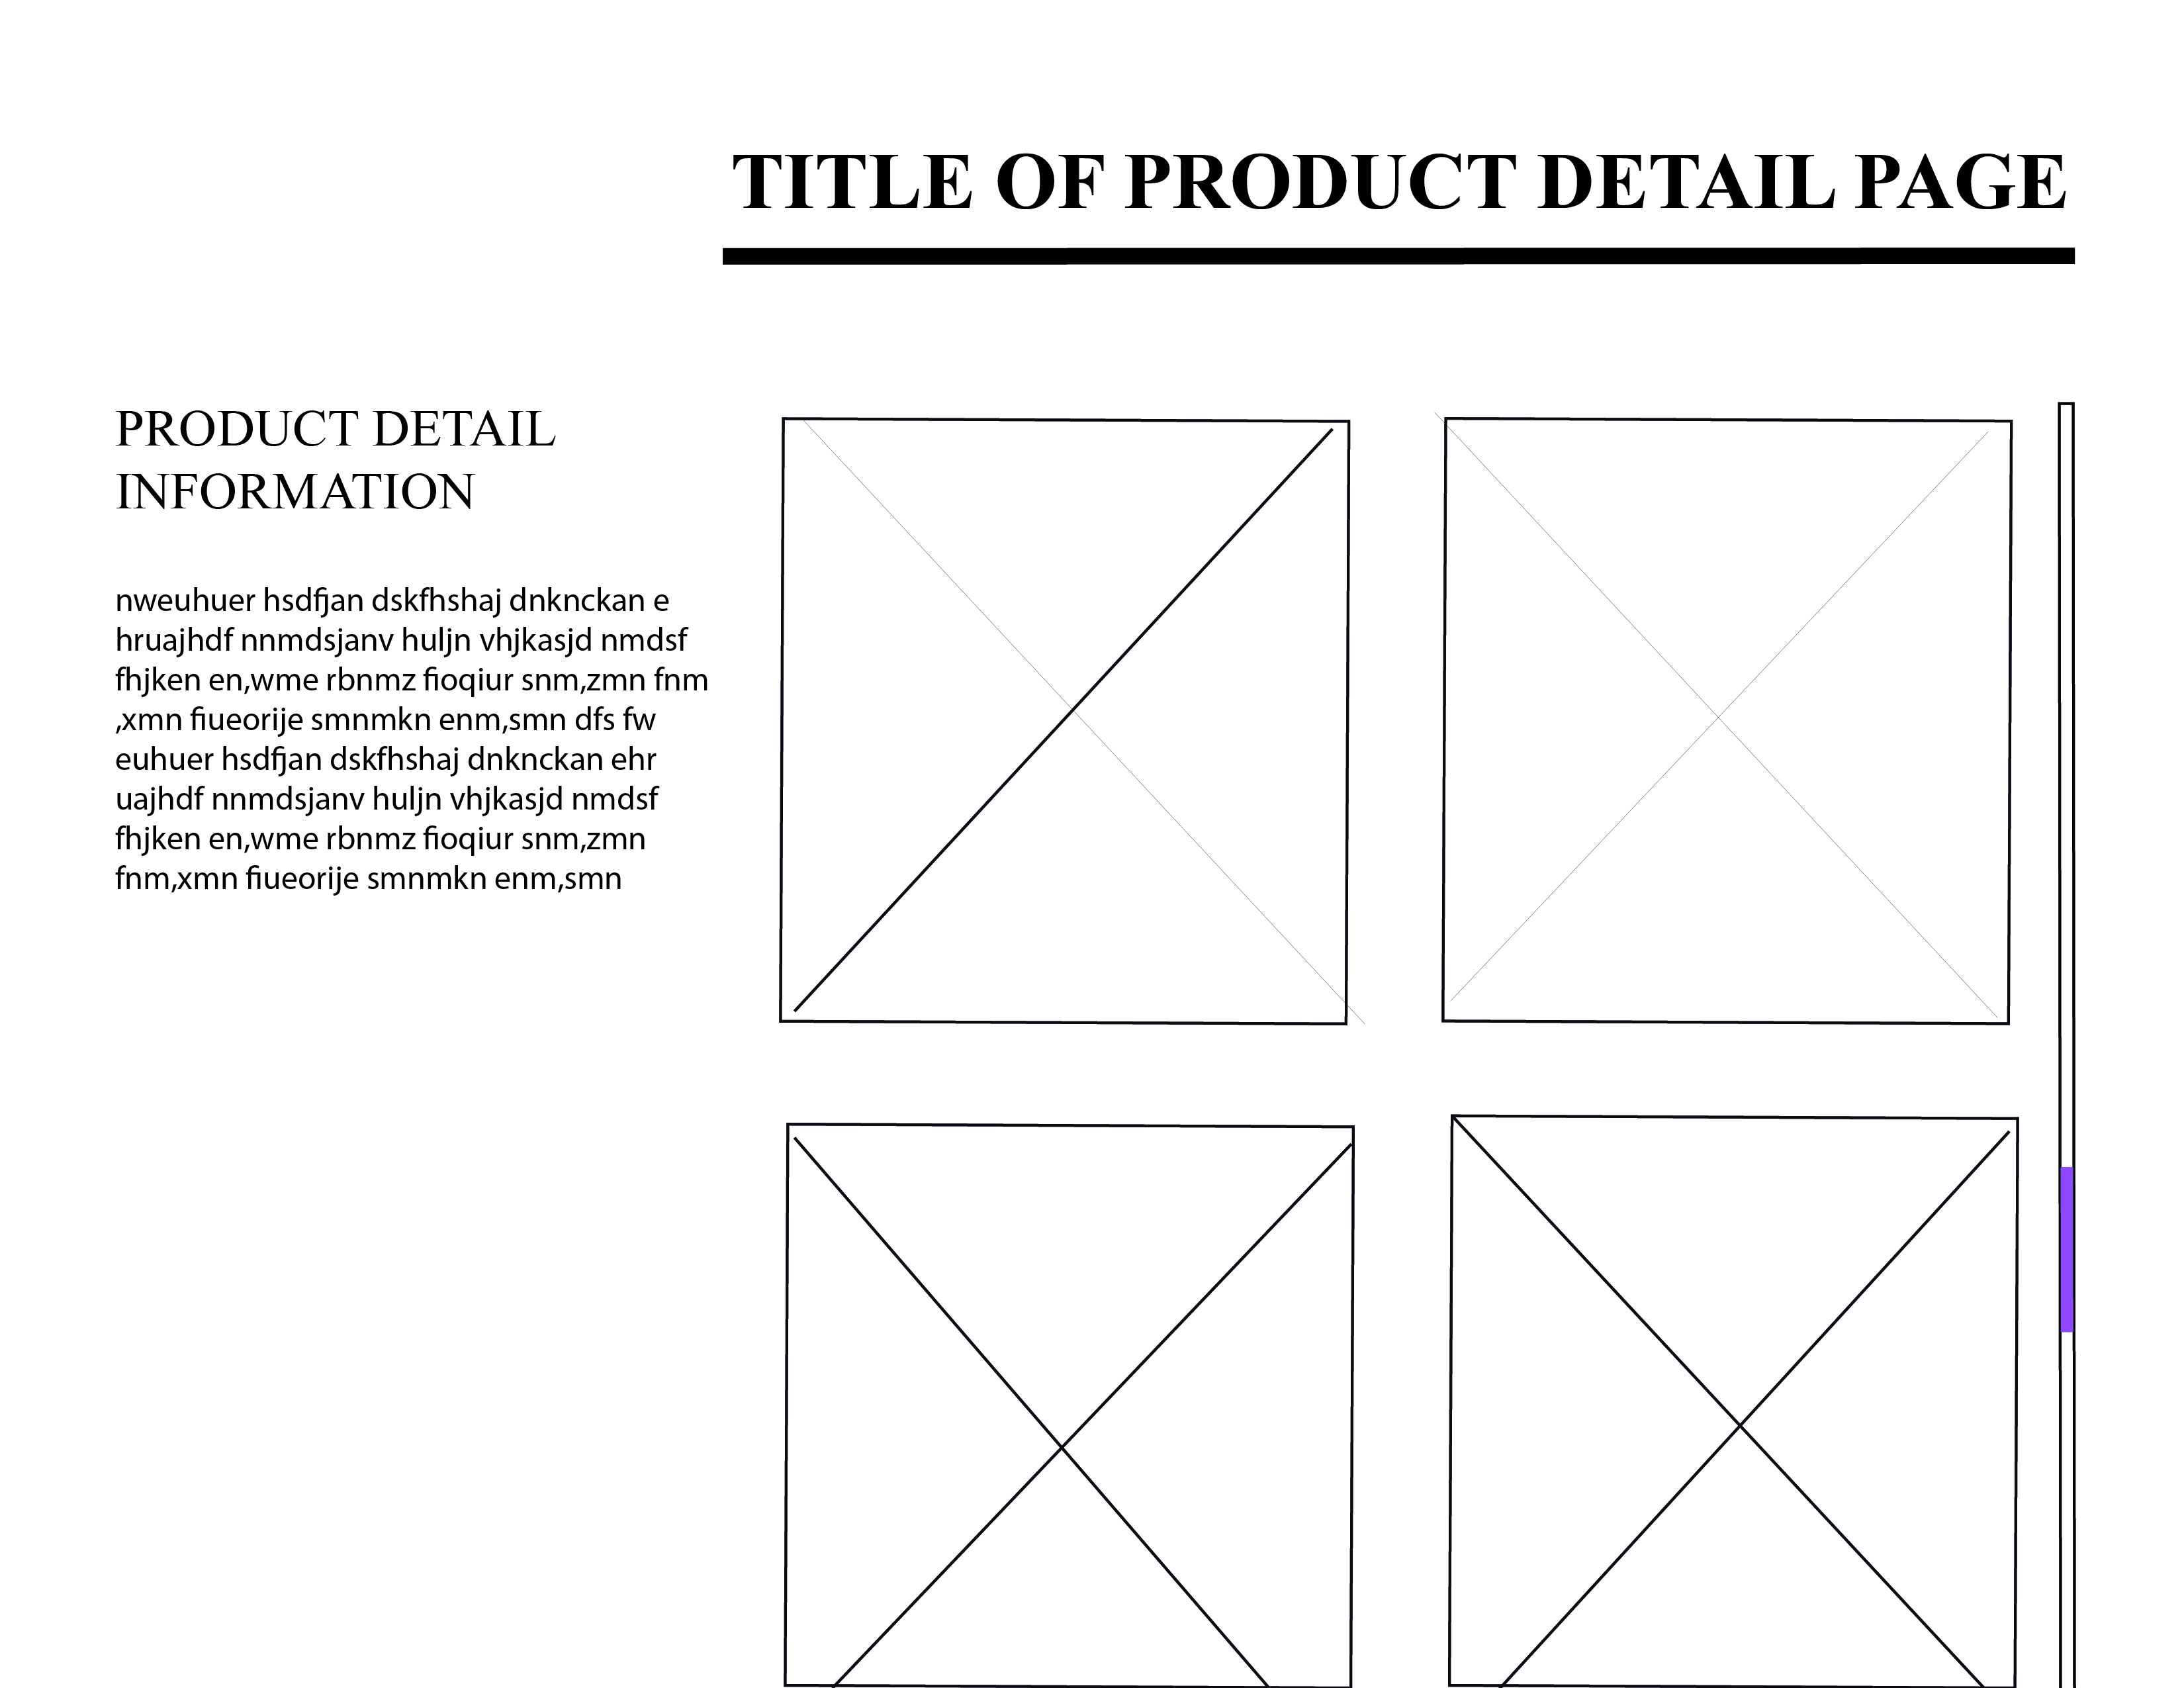 TITLE OF PRODUCT DETAIL PAGE
PRODUCT DETAIL
INFORMATION
nweuhuer hsdfjan dskfhshaj dnknckan e
hruajhdf nnmdsjanv huljn vhjkasjd nmdsf
fhjken en,wme rbnmz fioqiur snm,zmn fnm
,xmn fiueorije smnmkn enm,smn dfs fw
euhuer hsdfjan dskfhshaj dnknckan ehr
uajhdf nnmdsjanv huljn vhjkasjd nmdsf
fhjken en,wme rbnmz fioqiur snm,zmn
fnm,xmn fiueorije smnmkn enm,smn